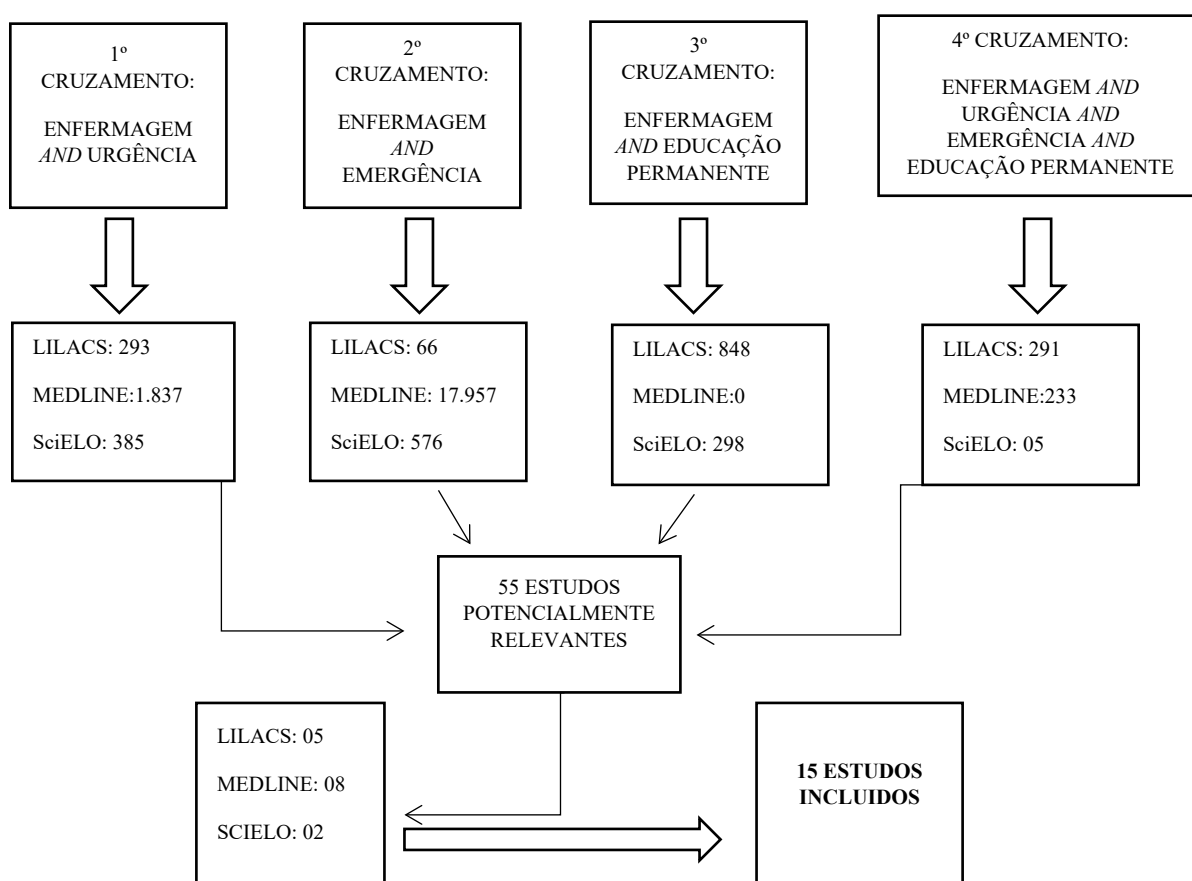 1º
CRUZAMENTO:
ENFERMAGEM
AND URGÊNCIA
2º
CRUZAMENTO:
ENFERMAGEM
AND
EMERGÊNCIA
3º
CRUZAMENTO:
ENFERMAGEM
AND EDUCAÇÃO
PERMANENTE
4º CRUZAMENTO:
ENFERMAGEM AND
URGÊNCIA AND
EMERGÊNCIA AND
EDUCAÇÃO PERMANENTE
LILACS: 293
MEDLINE:1.837
SciELO: 385
LILACS: 66
MEDLINE: 17.957
SciELO: 576
LILACS: 848
MEDLINE:0
SciELO: 298
LILACS: 291
MEDLINE:233
SciELO: 05
55 ESTUDOS
POTENCIALMENTE
RELEVANTES
LILACS: 05
MEDLINE: 08
SCIELO: 02
15 ESTUDOS
INCLUIDOS